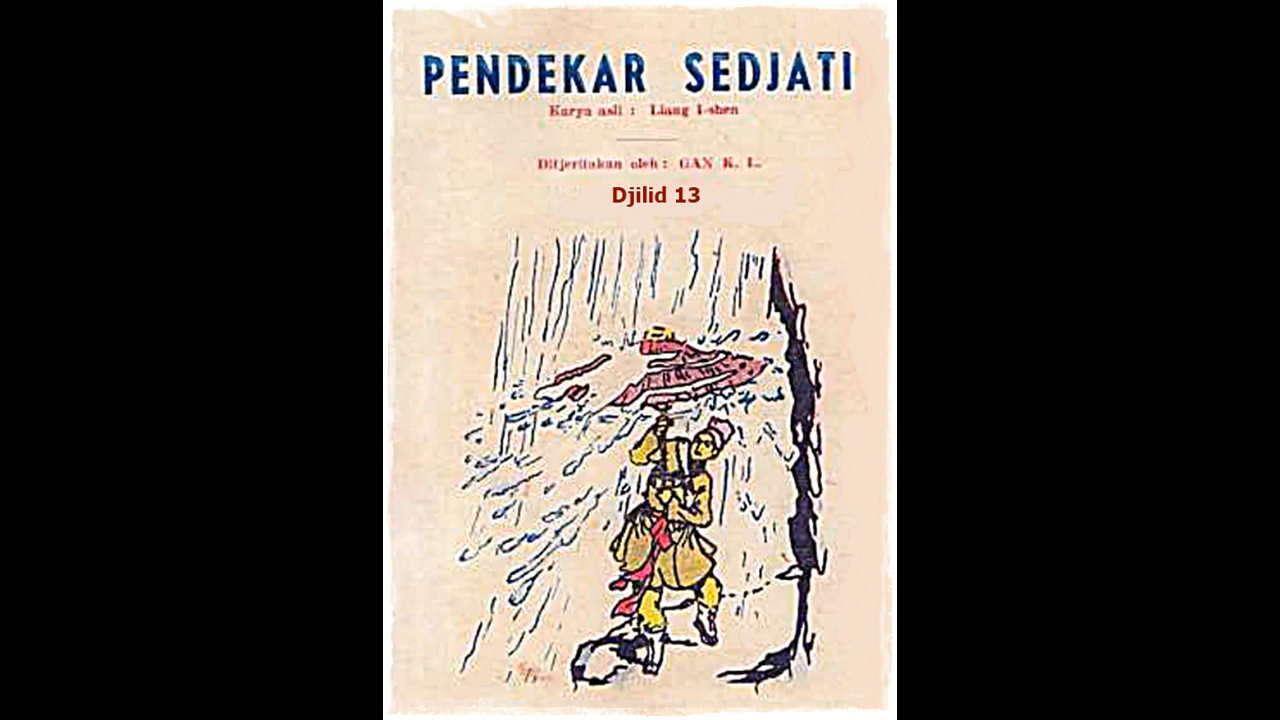 PENDEKAR SEDJATI
Karya asli : Liang I-shen
Ditjeritakan oleh : GAN K. L.
Djilid 13